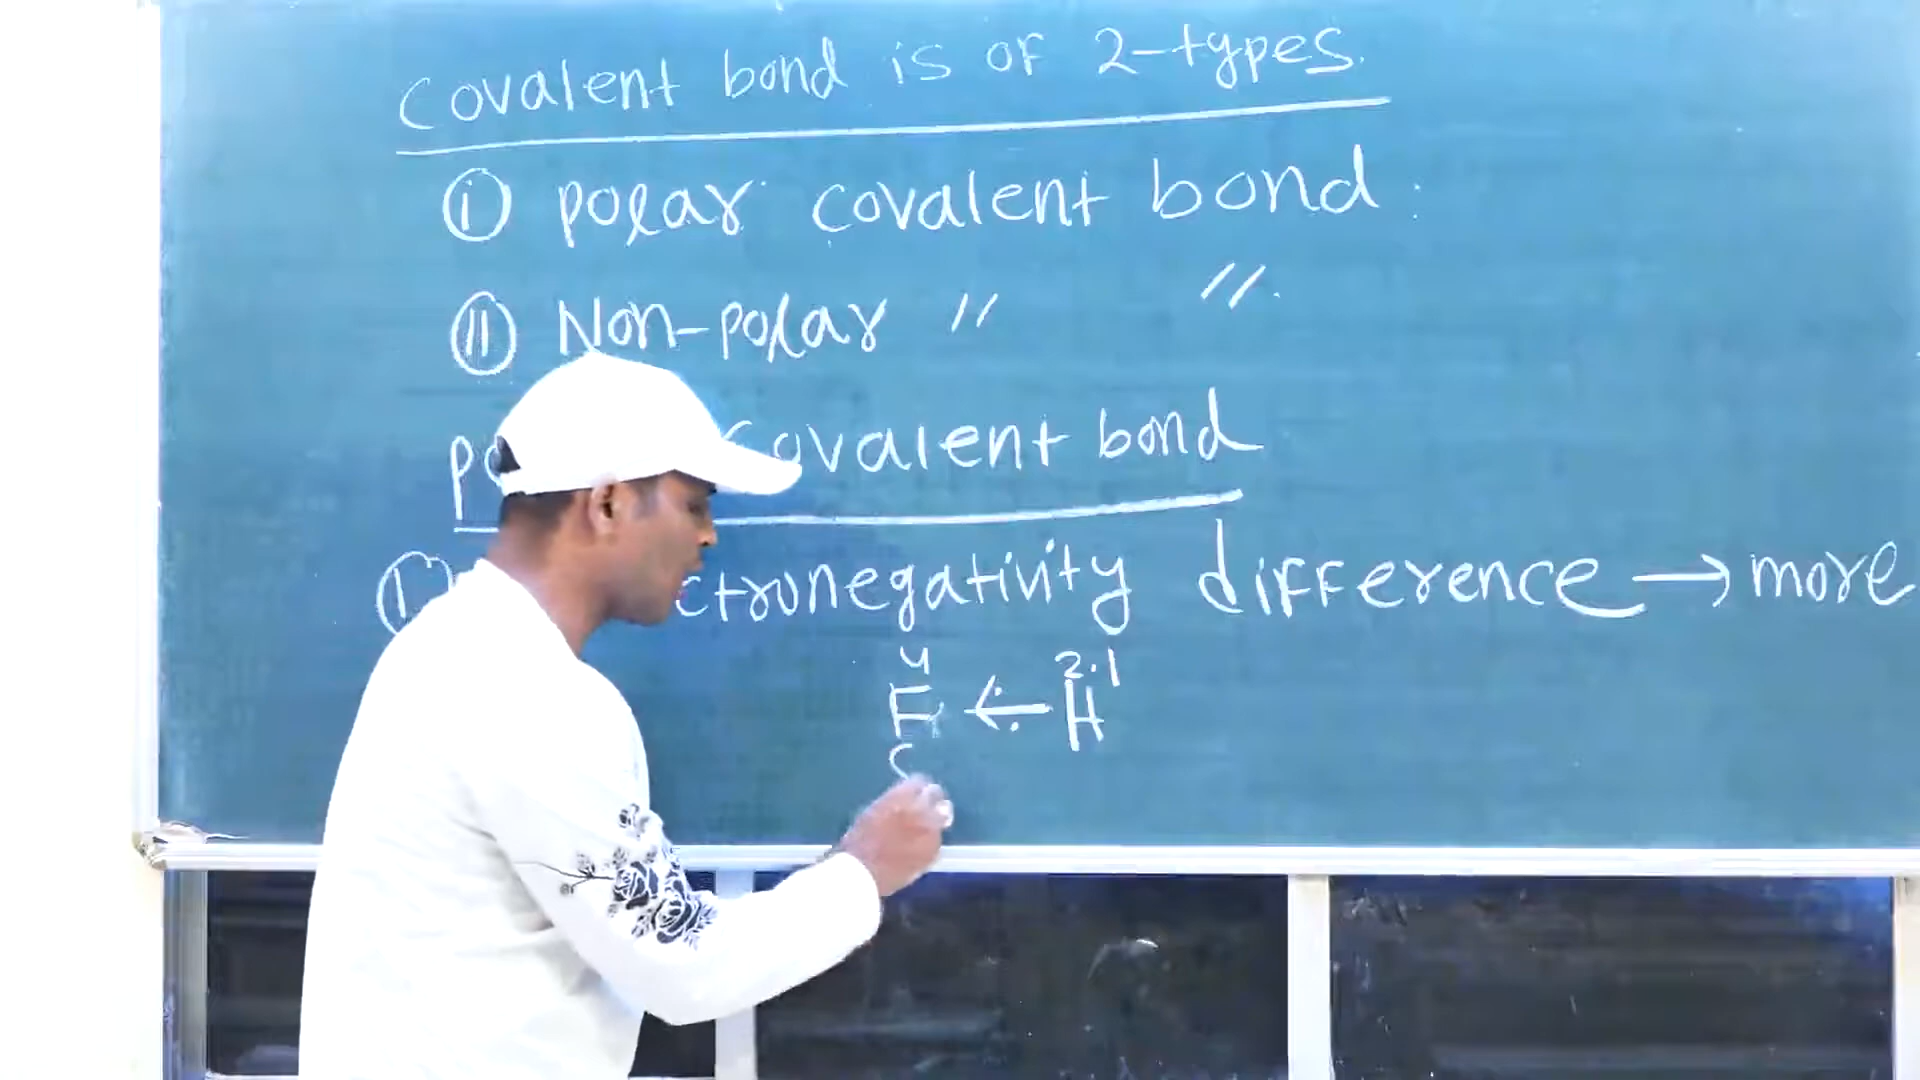 Covalent bond is of 2-types.
(i) polar covalent bond :
(ii) Non-polar " " .
covalent bond
difference → more
4 2.1
F ← H